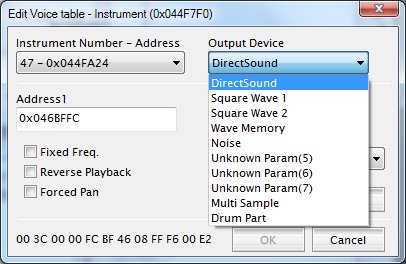 Edit Voice table - Instrument (0x044F7F0)
Instrument Number - Address
Output Device
47 - 0x044FA24
DirectSound
DirectSound
Square Wave 1
Square Wave 2
Wave Memory
Noise
Unknown Param(5)
Unknown Param(6)
Unknown Param(7)
Multi Sample
Drum Part
Address1
0x046BFFC
Fixed Freq.
Reverse Playback
Forced Pan
00 3C 00 00 FC BF 46 08 FF F6 00 E2
OK
Cancel